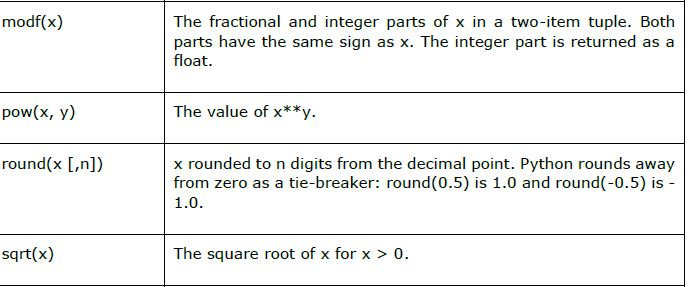 modf(x)
The fractional and integer parts of x in a two-item tuple. Both
parts have the same sign as x. The integer part is returned as a
float.
pow(x, y)
The value of x**y.
round(x [,n])
x rounded to n digits from the decimal point. Python rounds away
from zero as a tie-breaker: round(0.5) is 1.0 and round(-0.5) is -
1.0.
sqrt(x)
The square root of x for x > 0.